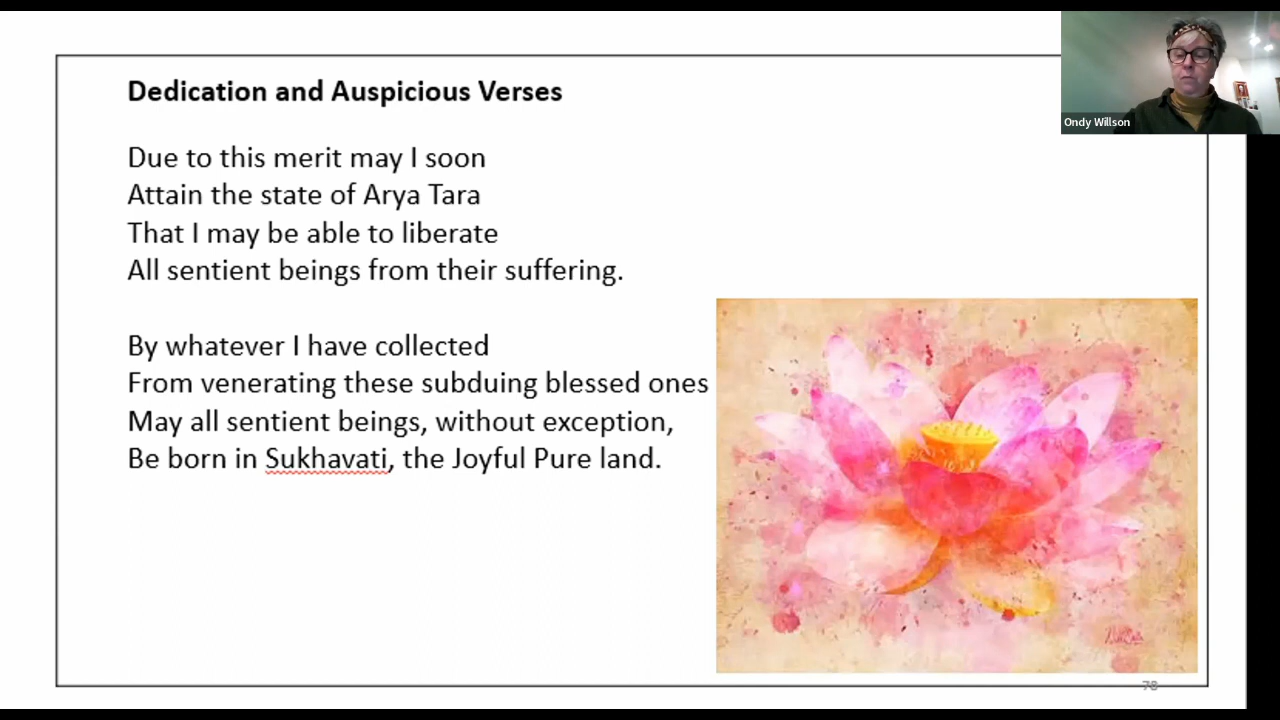 Dedication and Auspicious Verses
Due to this merit may I soon
Attain the state of Arya Tara
That I may be able to liberate
All sentient beings from their suffering.
By whatever I have collected
From venerating these subduing blessed ones
May all sentient beings, without exception,
Be born in Sukhavati, the Joyful Pure land.
Ondy Willson
78